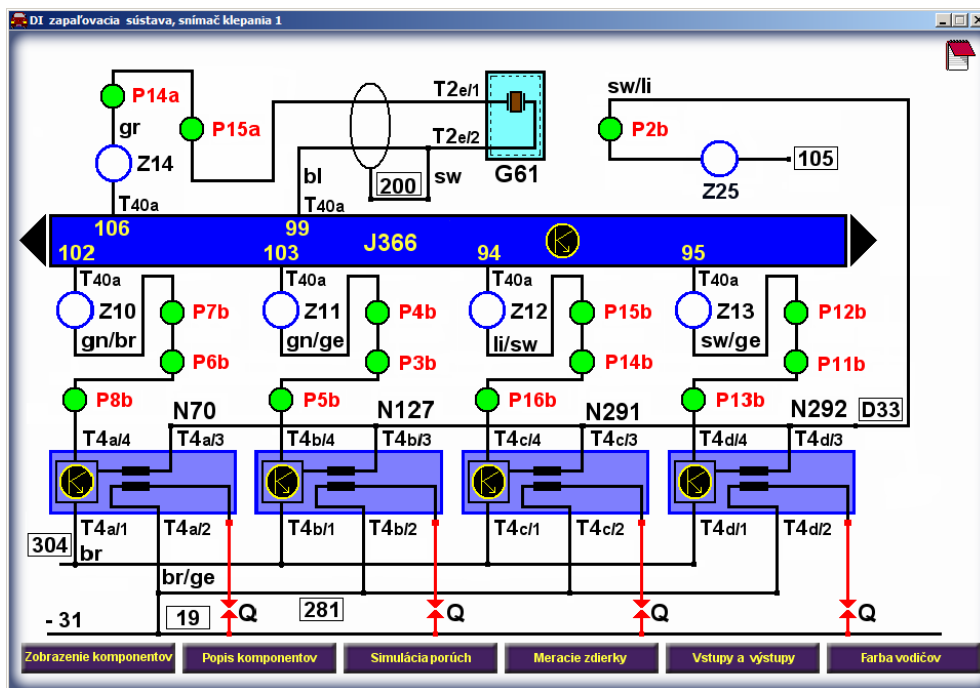 DI zapaľovacia sústava, snímač klepania 1
P14a
gr
Z14
T40a
P15a
T2e/1
T2e/2
bl
T40a
200
sw
G61
sw/li
P2b
Z25
105
106
99
J366
102
103
94
95
T40a
T40a
T40a
T40a
Z10
gn/br
P7b
P6b
P8b
Z11
gn/ge
P4b
P3b
P5b
Z12
li/sw
P15b
P14b
P16b
Z13
sw/ge
P12b
P11b
P13b
N70
N127
N291
N292
D33
T4a/4
T4a/3
T4b/4
T4b/3
T4c/4
T4c/3
T4d/4
T4d/3
T4a/1
T4a/2
T4b/1
T4b/2
T4c/1
T4c/2
T4d/1
T4d/2
304
br
br/ge
19
281
Q
Q
Q
Q
- 31
Zobrazenie komponentov
Popis komponentov
Simulácia porúch
Meracie zdierky
Vstupy a výstupy
Farba vodičov